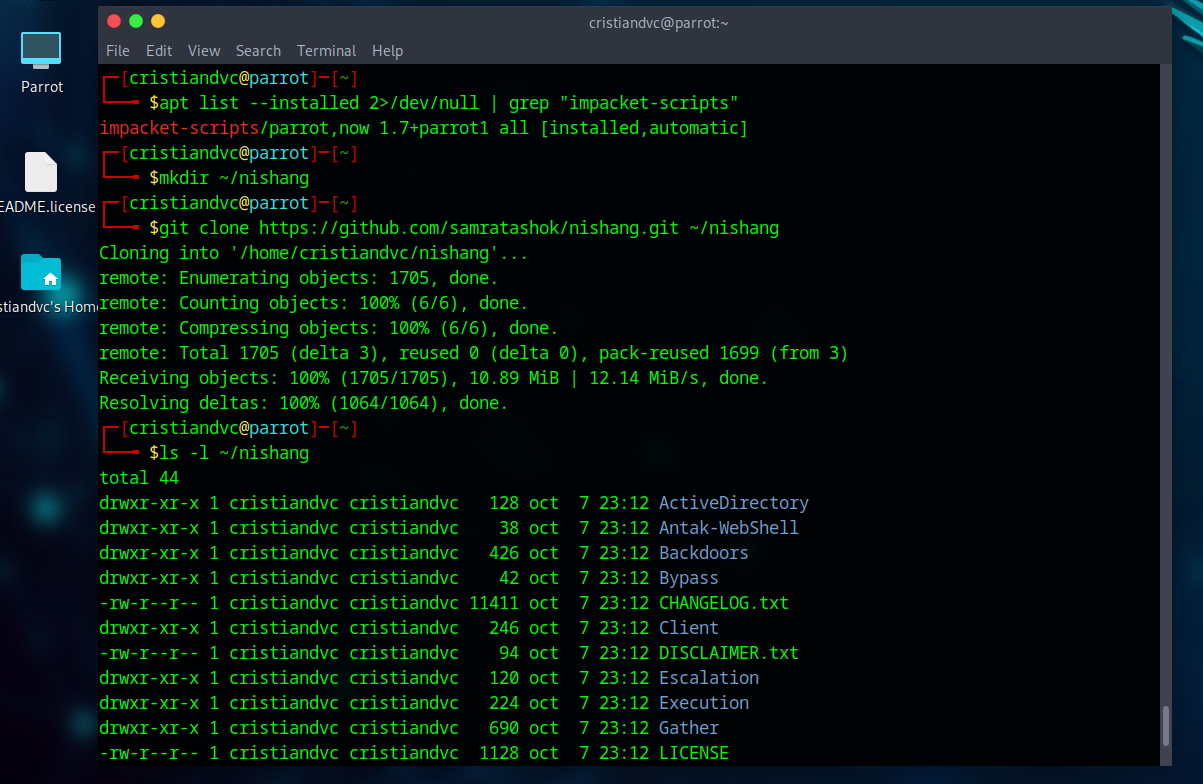 cristiandvc@parrot:~
File Edit View Search Terminal Help
Parrot
EADME.license
stiandvc's Home
[cristiandvc@parrot]─[~]
$apt list --installed 2>/dev/null | grep "impacket-scripts"
impacket-scripts/parrot,now 1.7+parrot1 all [installed,automatic]
[cristiandvc@parrot]─[~]
$mkdir ~/nishang
[cristiandvc@parrot]─[~]
$git clone https://github.com/samratashok/nishang.git ~/nishang
Cloning into '/home/cristiandvc/nishang'...
remote: Enumerating objects: 1705, done.
remote: Counting objects: 100% (6/6), done.
remote: Compressing objects: 100% (6/6), done.
remote: Total 1705 (delta 3), reused 0 (delta 0), pack-reused 1699 (from 3)
Receiving objects: 100% (1705/1705), 10.89 MiB | 12.14 MiB/s, done.
Resolving deltas: 100% (1064/1064), done.
[cristiandvc@parrot]─[~]
$ls -l ~/nishang
total 44
drwxr-xr-x 1 cristiandvc cristiandvc   128 oct  7 23:12 ActiveDirectory
drwxr-xr-x 1 cristiandvc cristiandvc    38 oct  7 23:12 Antak-WebShell
drwxr-xr-x 1 cristiandvc cristiandvc   426 oct  7 23:12 Backdoors
drwxr-xr-x 1 cristiandvc cristiandvc    42 oct  7 23:12 Bypass
-rw-r--r-- 1 cristiandvc cristiandvc 11411 oct  7 23:12 CHANGELOG.txt
drwxr-xr-x 1 cristiandvc cristiandvc   246 oct  7 23:12 Client
-rw-r--r-- 1 cristiandvc cristiandvc    94 oct  7 23:12 DISCLAIMER.txt
drwxr-xr-x 1 cristiandvc cristiandvc   120 oct  7 23:12 Escalation
drwxr-xr-x 1 cristiandvc cristiandvc   224 oct  7 23:12 Execution
drwxr-xr-x 1 cristiandvc cristiandvc   690 oct  7 23:12 Gather
-rw-r--r-- 1 cristiandvc cristiandvc  1128 oct  7 23:12 LICENSE